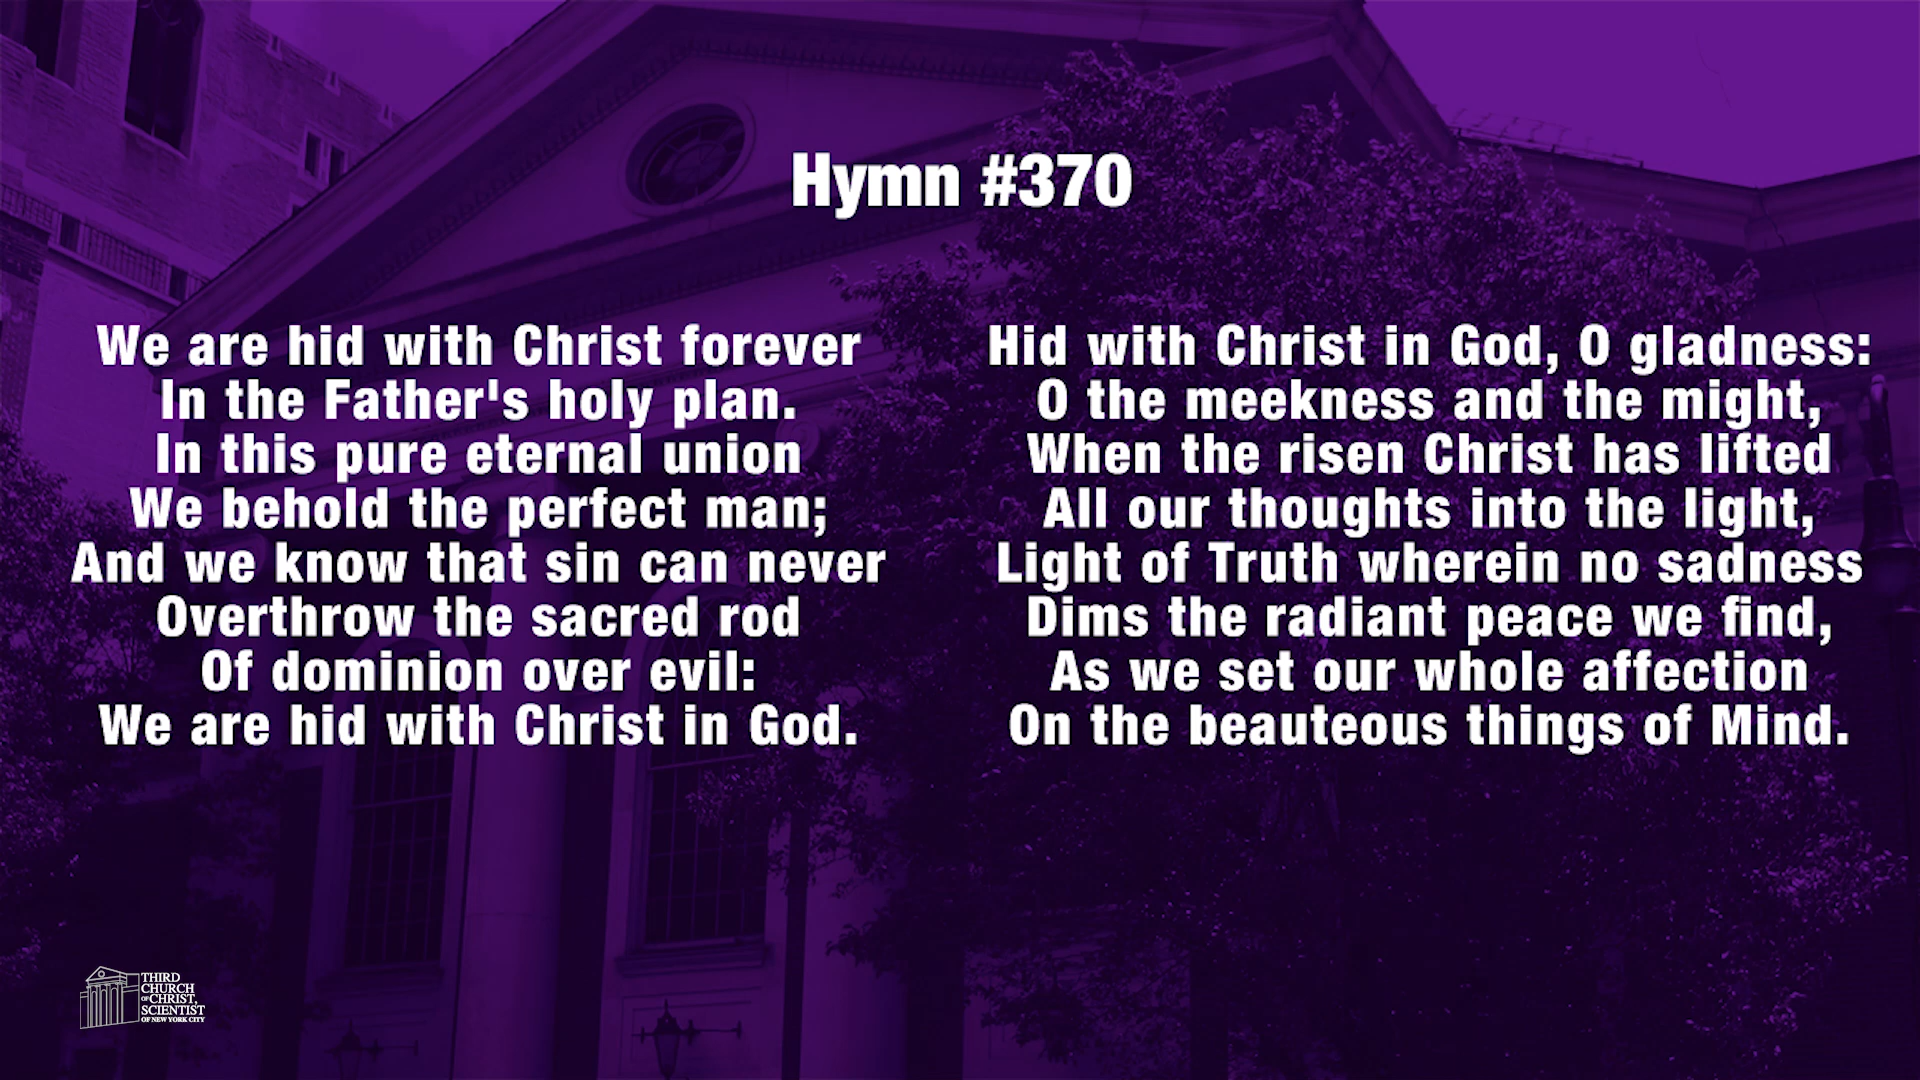 Hymn #370
We are hid with Christ forever
In the Father's holy plan.
In this pure eternal union
We behold the perfect man;
And we know that sin can never
Overthrow the sacred rod
Of dominion over evil:
We are hid with Christ in God.
Hid with Christ in God, O gladness:
O the meekness and the might,
When the risen Christ has lifted
All our thoughts into the light,
Light of Truth wherein no sadness
Dims the radiant peace we find,
As we set our whole affection
On the beauteous things of Mind.
THIRD
CHURCH
OF CHRIST,
SCIENTIST
OF NEW YORK CITY